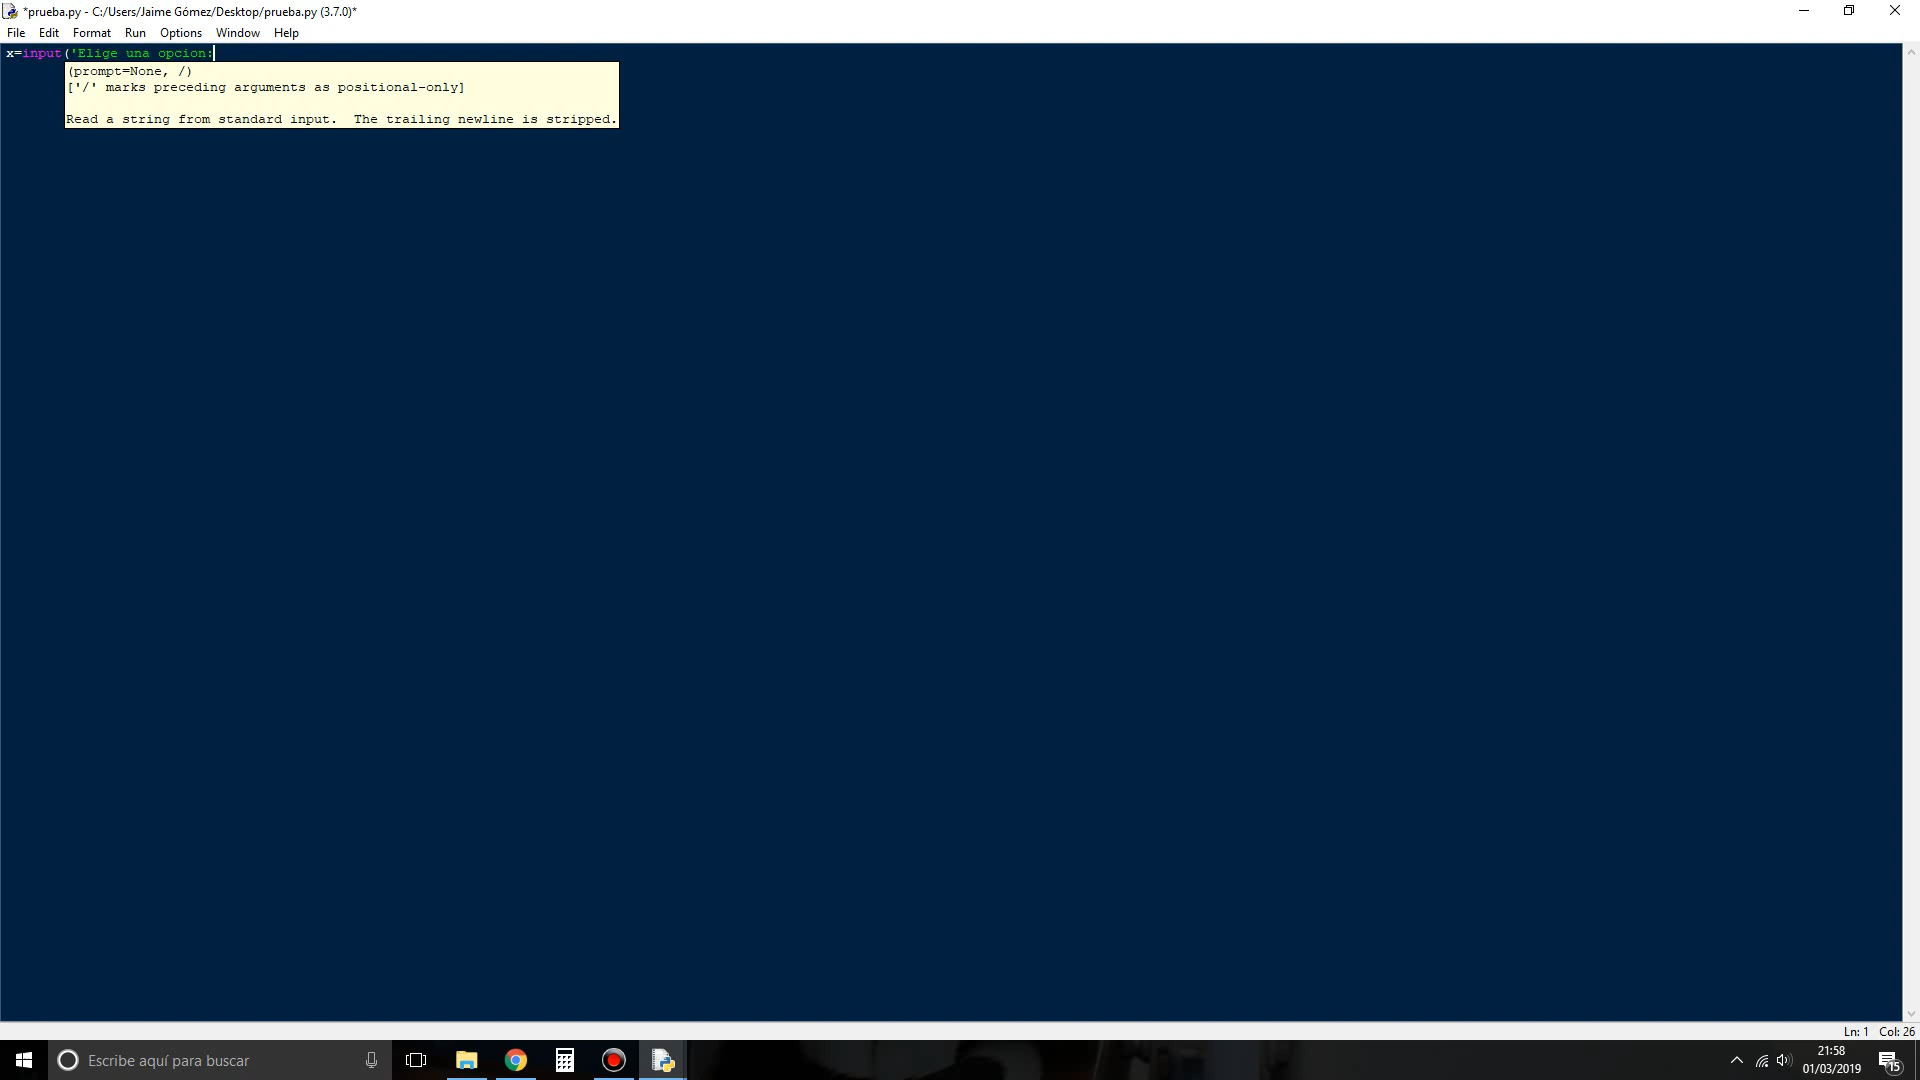 *prueba.py - C:/Users/Jaime Gómez/Desktop/prueba.py (3.7.0)*
File Edit Format Run Options Window Help
x=input('Elige una opcion:
(prompt=None, /)
['/' marks preceding arguments as positional-only]
Read a string from standard input.  The trailing newline is stripped.
Ln: 1 Col: 26
Escribe aquí para buscar
21:58
01/03/2019
15